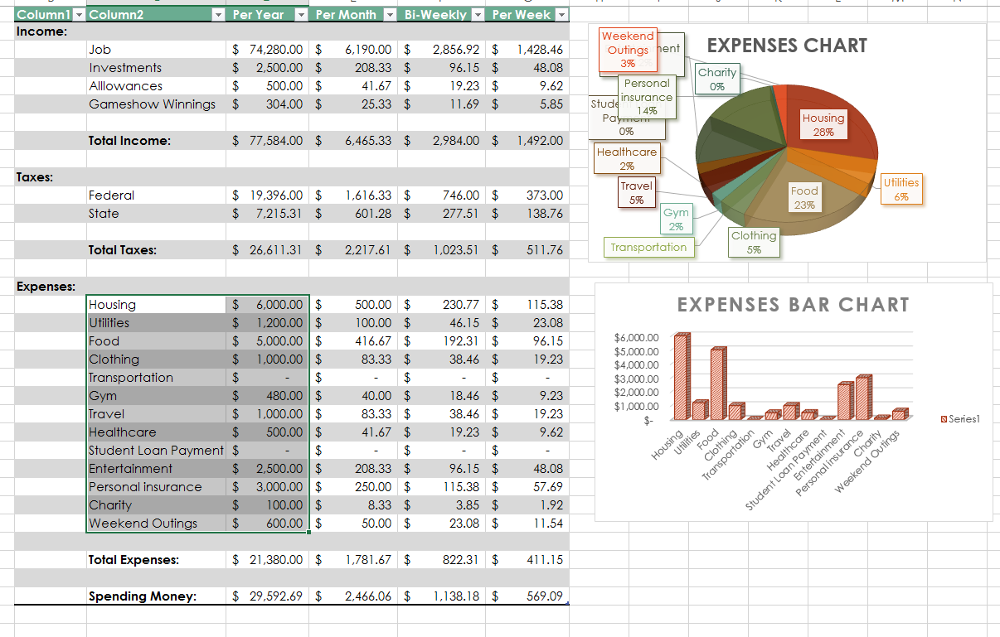 Column1 Column2 Per Year Per Month Bi-Weekly Per Week
Income:
Job $ 74,280.00 $ 6,190.00 $ 2,856.92 $ 1,428.46
Investments $ 2,500.00 $ 208.33 $ 96.15 $ 48.08
Alllowances $ 500.00 $ 41.67 $ 19.23 $ 9.62
Gameshow Winnings $ 304.00 $ 25.33 $ 11.69 $ 5.85
Total Income: $ 77,584.00 $ 6,465.33 $ 2,984.00 $ 1,492.00
Taxes:
Federal $ 19,396.00 $ 1,616.33 $ 746.00 $ 373.00
State $ 7,215.31 $ 601.28 $ 277.51 $ 138.76
Total Taxes: $ 26,611.31 $ 2,217.61 $ 1,023.51 $ 511.76
Expenses:
Housing $ 6,000.00 $ 500.00 $ 230.77 $ 115.38
Utilities $ 1,200.00 $ 100.00 $ 46.15 $ 23.08
Food $ 5,000.00 $ 416.67 $ 192.31 $ 96.15
Clothing $ 1,000.00 $ 83.33 $ 38.46 $ 19.23
Transportation $ - $ - $ - $ -
Gym $ 480.00 $ 40.00 $ 18.46 $ 9.23
Travel $ 1,000.00 $ 83.33 $ 38.46 $ 19.23
Healthcare $ 500.00 $ 41.67 $ 19.23 $ 9.62
Student Loan Payment $ - $ - $ - $ -
Entertainment $ 2,500.00 $ 208.33 $ 96.15 $ 48.08
Personal insurance $ 3,000.00 $ 250.00 $ 115.38 $ 57.69
Charity $ 100.00 $ 8.33 $ 3.85 $ 1.92
Weekend Outings $ 600.00 $ 50.00 $ 23.08 $ 11.54
Total Expenses: $ 21,380.00 $ 1,781.67 $ 822.31 $ 411.15
Spending Money: $ 29,592.69 $ 2,466.06 $ 1,138.18 $ 569.09
EXPENSES CHART
Weekend
Outings
3%
Charity
0%
Personal
insurance
14%
0%
Housing
28%
Healthcare
2%
Travel
5%
Utilities
6%
Food
23%
Gym
2%
Clothing
5%
Transportation
EXPENSES BAR CHART
$6,000.00
$5,000.00
$4,000.00
$3,000.00
$2,000.00
$1,000.00
$-
Housing
Utilities
Food
Clothing
Transportation
Gym
Travel
Healthcare
Student Loan Payment
Entertainment
Personal insurance
Charity
Weekend Outings
Series1